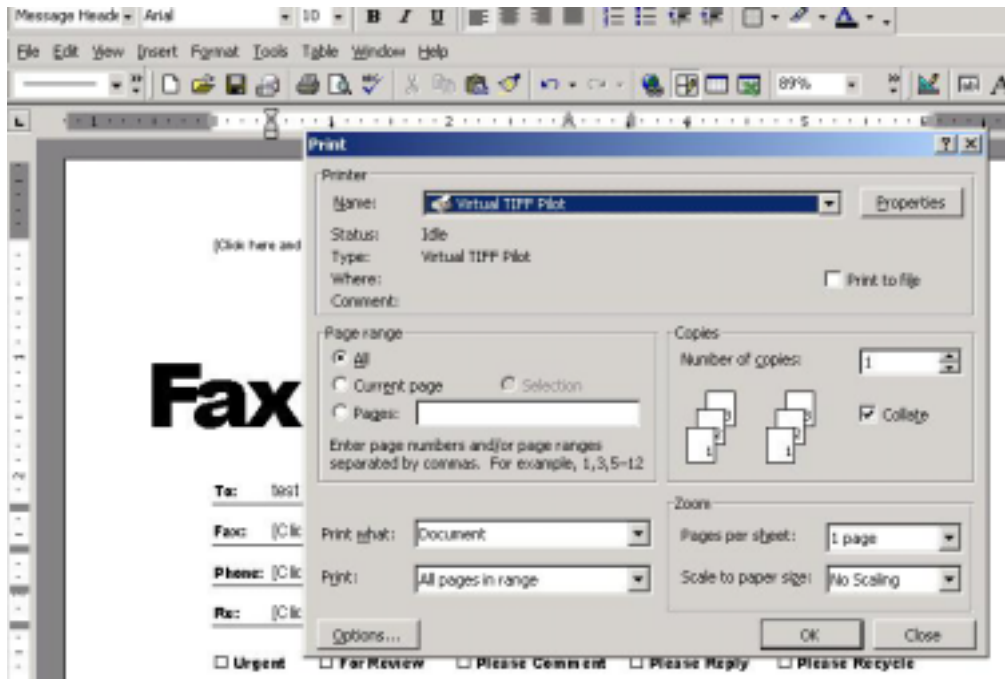 Message Heade Arial 10 B I U
File Edit View Insert Format Tools Table Window Help
89%
1 2 4 5 6
Print
Printer
Name: Virtual TIFF Pilot Properties
Status: Idle
Type: Virtual TIFF Pilot
Where: Print to file
Comment:
[Click here and
Page range
All
Current page Selection
Pages:
Enter page numbers and/or page ranges
separated by commas. For example, 1,3,5-12
Copies
Number of copies: 1
Collate
Fax
To: test
Fax: [Clic
Phone: [Clic
Re: [Clic
Print what: Document
Print: All pages in range
Zoom
Pages per sheet: 1 page
Scale to paper size: No Scaling
Options... OK Close
Urgent For Review Please Comment Please Reply Please Recycle